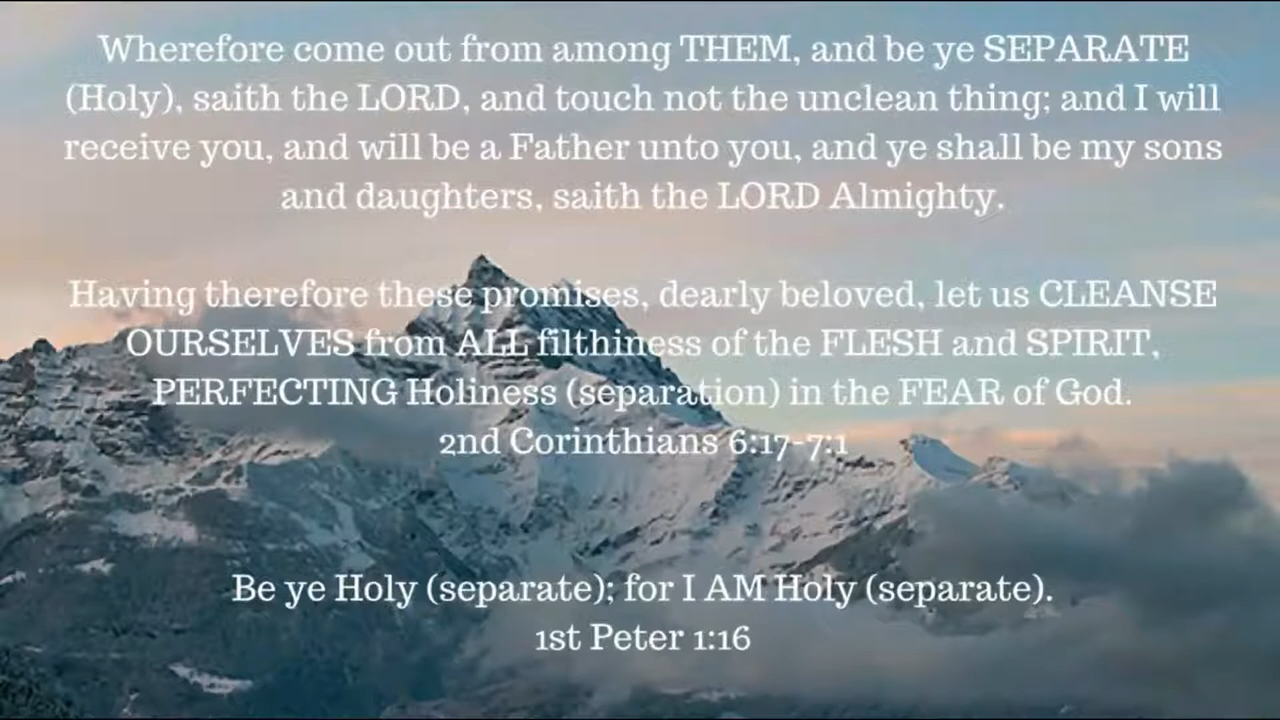 Wherefore come out from among THEM, and be ye SEPARATE
(Holy), saith the LORD, and touch not the unclean thing; and I will
receive you, and will be a Father unto you, and ye shall be my sons
and daughters, saith the LORD Almighty.
Having therefore these promises, dearly beloved, let us CLEANSE
OURSELVES from ALL filthiness of the FLESH and SPIRIT,
PERFECTING Holiness (separation) in the FEAR of God.
2nd Corinthians 6:17-7:1
Be ye Holy (separate); for I AM Holy (separate).
1st Peter 1:16